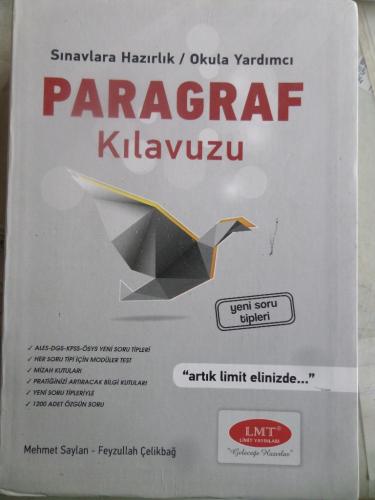 Sınavlara Hazırlık / Okula Yardımcı
PARAGRAF
Kılavuzu
yeni soru
tipleri
✓ ALES-DGS-KPSS-ÖSYS YENİ SORU TİPLERİ
✓ HER SORU TİPİ İÇİN MODÜLER TEST
✓ MİZAH KUTULARI
✓ PRATİĞİNİZİ ARTIRACAK BİLGİ KUTULARI
✓ YENİ SORU TİPLERİYLE
✓ 1200 ADET ÖZGÜN SORU
"artık limit elinizde..."
LMT®
LİMİT YAYINLARI
"Geleceğe Hazırlar"
Mehmet Saylan - Feyzullah Çelikbağ